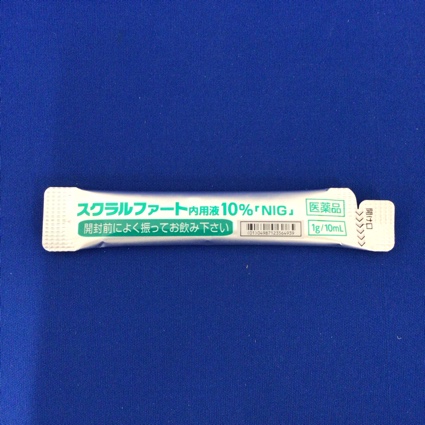 スクラルファート内用液10%「NIG」
医薬品
開封前によく振ってお飲み下さい
1g/10mL
開け口